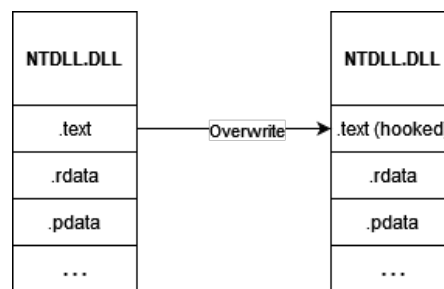 NTDLL.DLL
.text
.rdata
.pdata
...
Overwrite
NTDLL.DLL
.text (hooked)
.rdata
.pdata
...